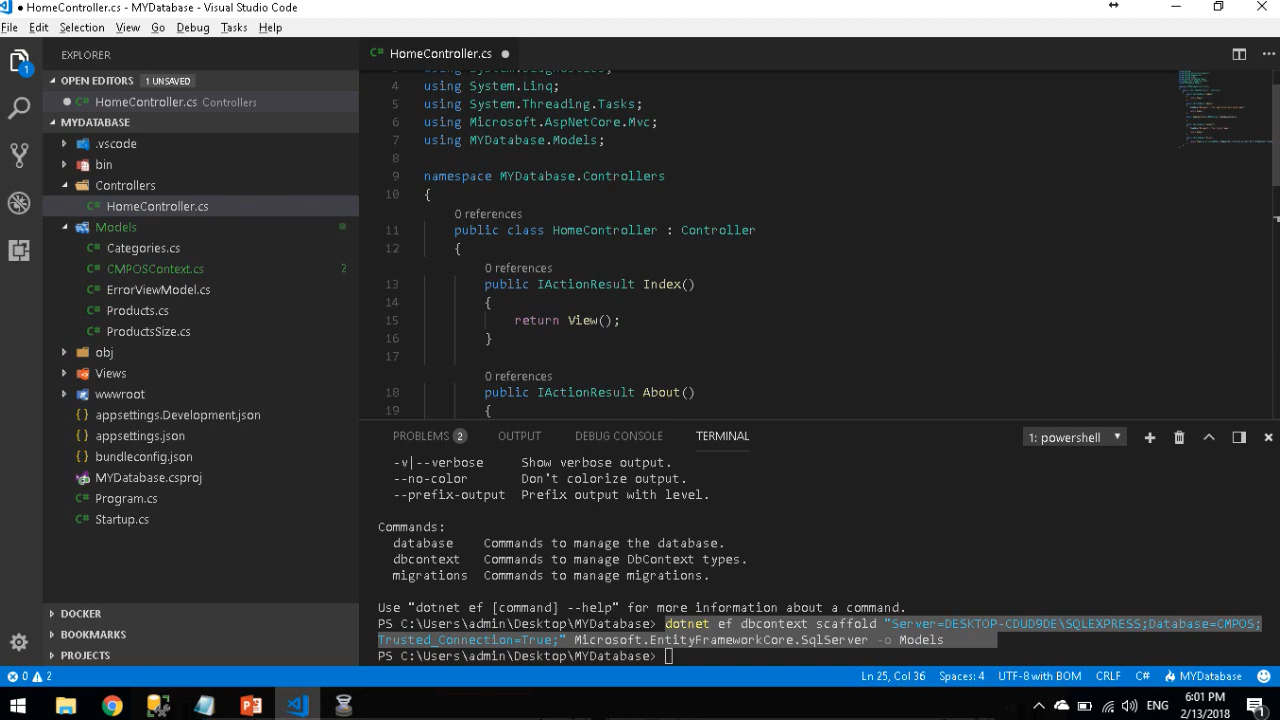 ● HomeController.cs - MYDatabase - Visual Studio Code
File Edit Selection View Go Debug Tasks Help
EXPLORER
OPEN EDITORS 1 UNSAVED
HomeController.cs Controllers
MYDATABASE
.vscode
bin
Controllers
HomeController.cs
Models
Categories.cs
CMPOSContext.cs 2
ErrorViewModel.cs
Products.cs
ProductsSize.cs
obj
Views
wwwroot
appsettings.Development.json
appsettings.json
bundleconfig.json
MYDatabase.csproj
Program.cs
Startup.cs
DOCKER
BOOKMARKS
PROJECTS
1
HomeController.cs
3 using System.Diagnostics;
4 using System.Linq;
5 using System.Threading.Tasks;
6 using Microsoft.AspNetCore.Mvc;
7 using MYDatabase.Models;
8
9 namespace MYDatabase.Controllers
10 {
0 references
11 public class HomeController : Controller
12 {
0 references
13 public IActionResult Index()
14 {
15 return View();
16 }
17
0 references
18 public IActionResult About()
19 {
PROBLEMS 2 OUTPUT DEBUG CONSOLE TERMINAL 1: powershell
-v|--verbose Show verbose output.
--no-color Don't colorize output.
--prefix-output Prefix output with level.
Commands:
database Commands to manage the database.
dbcontext Commands to manage DbContext types.
migrations Commands to manage migrations.
Use "dotnet ef [command] --help" for more information about a command.
PS C:\Users\admin\Desktop\MYDatabase> dotnet ef dbcontext scaffold "Server=DESKTOP-CDUD9DE\SQLEXPRESS;Database=CMPOS;
Trusted_Connection=True;" Microsoft.EntityFrameworkCore.SqlServer -o Models
PS C:\Users\admin\Desktop\MYDatabase>
0 2 Ln 25, Col 36 Spaces: 4 UTF-8 with BOM CRLF C# MYDatabase
ENG 6:01 PM
2/13/2018
1